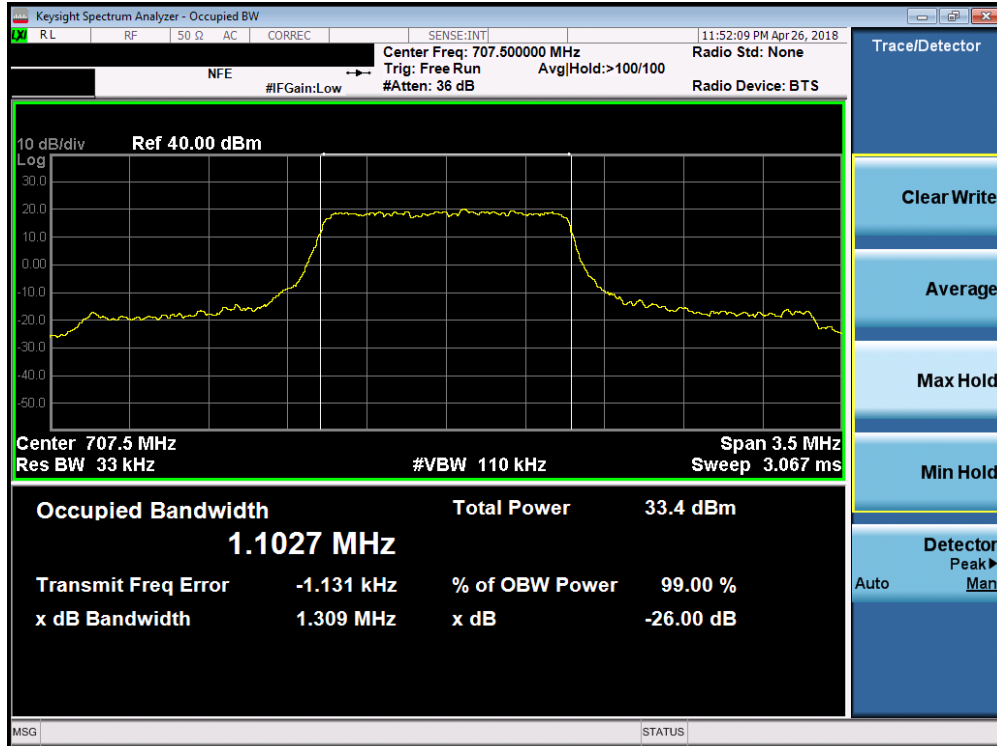 Keysight Spectrum Analyzer - Occupied BW
LXI RL RF 50 Ω AC CORREC SENSE:INT 11:52:09 PM Apr 26, 2018
Center Freq: 707.500000 MHz Radio Std: None
NFE Trig: Free Run Avg|Hold:>100/100
#IFGain:Low #Atten: 36 dB Radio Device: BTS
Trace/Detector
10 dB/div Ref 40.00 dBm
Log
30.0
20.0
10.0
0.00
-10.0
-20.0
-30.0
-40.0
-50.0
Center 707.5 MHz Span 3.5 MHz
Res BW 33 kHz #VBW 110 kHz Sweep 3.067 ms
Occupied Bandwidth Total Power 33.4 dBm
1.1027 MHz
Transmit Freq Error -1.131 kHz % of OBW Power 99.00 %
x dB Bandwidth 1.309 MHz x dB -26.00 dB
Clear Write
Average
Max Hold
Min Hold
Detector
Peak
Auto Man
MSG STATUS